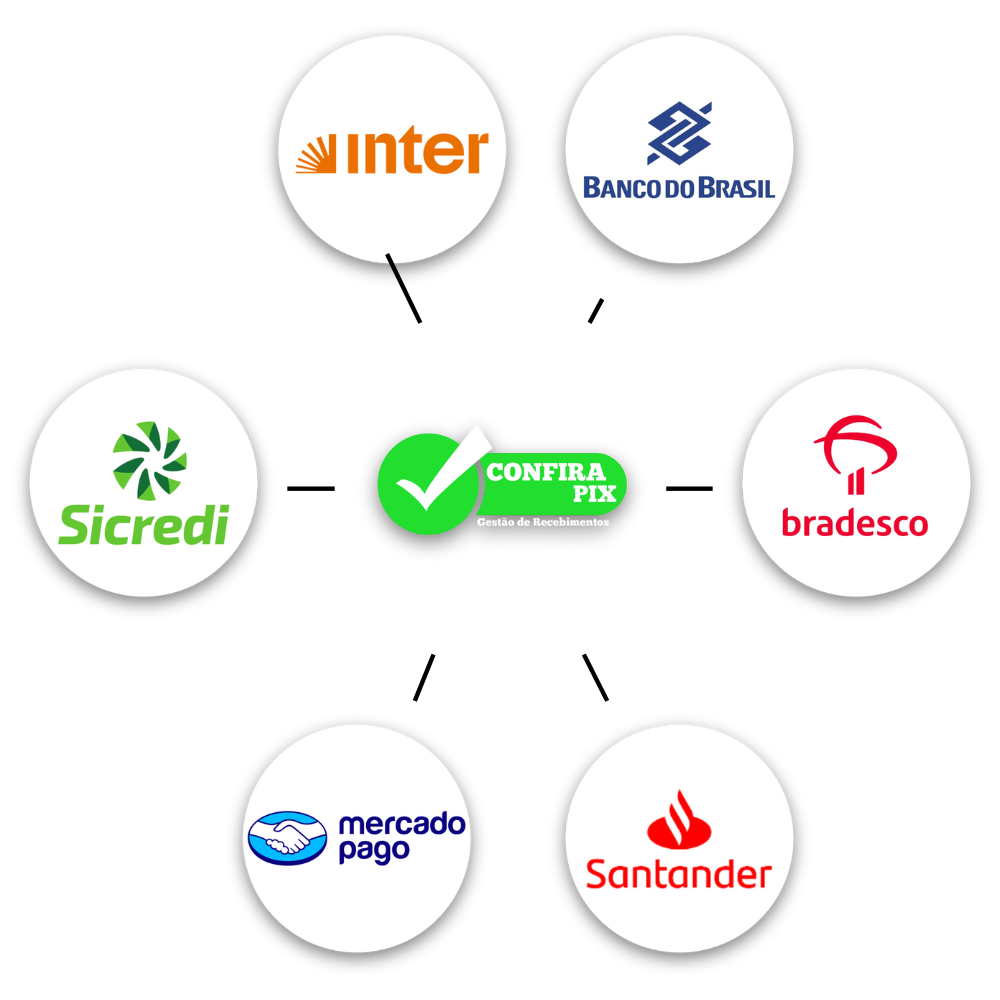 inter
BANCO DO BRASIL
Sicredi
CONFIRA
PIX
Gestão de Recebimentos
bradesco
mercado
pago
Santander